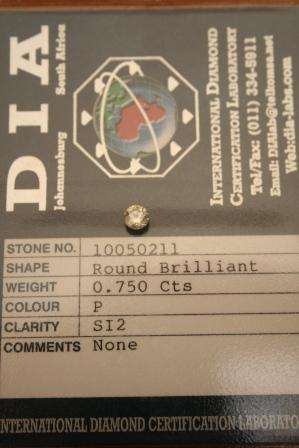 DIA
Johannesburg South Africa
INTERNATIONAL DIAMOND
CERTIFICATION LABORATORY
Tel/Fax: (011) 334-5911
Email: DIAlab@telkomsa.net
Web:dia-labs.com
STONE NO. 10050211
SHAPE Round Brilliant
WEIGHT 0.750 Cts
COLOUR P
CLARITY SI2
COMMENTS None
INTERNATIONAL DIAMOND CERTIFICATION LABORATO